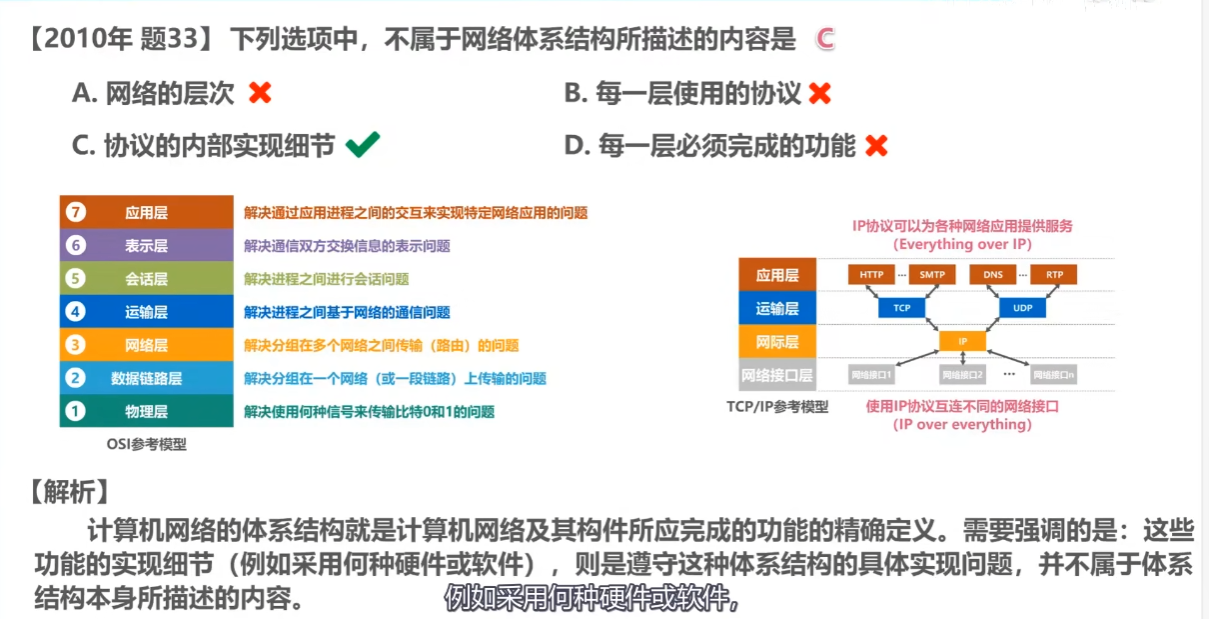 【2010年 题33】下列选项中，不属于网络体系结构所描述的内容是 C
A. 网络的层次
B. 每一层使用的协议
C. 协议的内部实现细节
D. 每一层必须完成的功能
7 应用层 解决通过应用进程之间的交互来实现特定网络应用的问题
6 表示层 解决通信双方交换信息的表示问题
5 会话层 解决进程之间进行会话问题
4 运输层 解决进程之间基于网络的通信问题
3 网络层 解决分组在多个网络之间传输（路由）的问题
2 数据链路层 解决分组在一个网络（或一段链路）上传输的问题
1 物理层 解决使用何种信号来传输比特0和1的问题
OSI参考模型
IP协议可以为各种网络应用提供服务
（Everything over IP）
应用层 HTTP ... SMTP DNS ... RTP
运输层 TCP UDP
网际层 IP
网络接口层 网络接口1 网络接口2 ... 网络接口n
TCP/IP参考模型
使用IP协议互连不同的网络接口
（IP over everything）
【解析】
计算机网络的体系结构就是计算机网络及其构件所应完成的功能的精确定义。需要强调的是：这些
功能的实现细节（例如采用何种硬件或软件），则是遵守这种体系结构的具体实现问题，并不属于体系
结构本身所描述的内容。
例如采用何种硬件或软件，